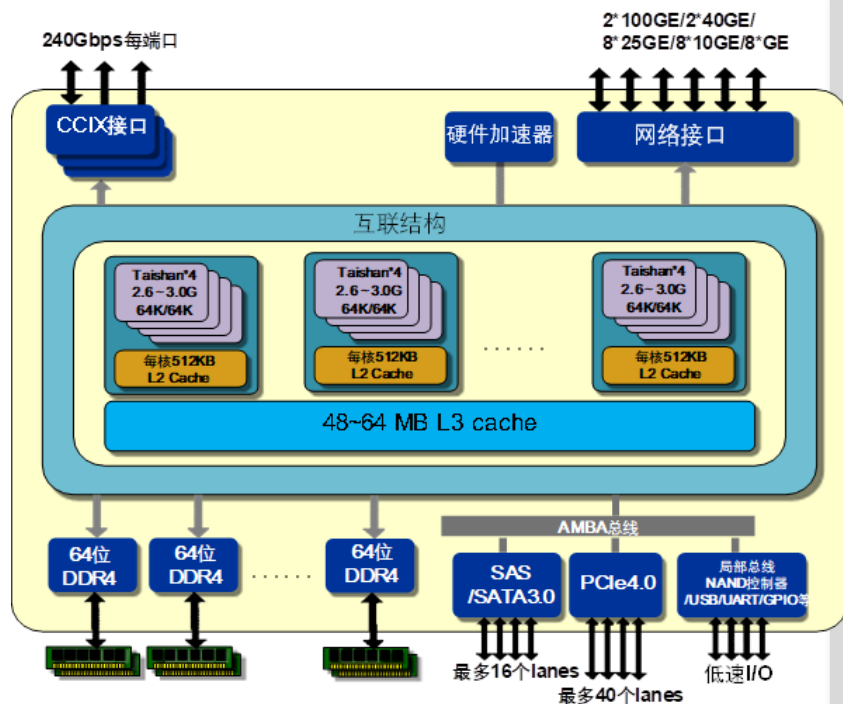 2*100GE/2*40GE/
8*25GE/8*10GE/8*GE
240Gbps每端口
CCIX接口
硬件加速器
网络接口
互联结构
Taishan*4
2.6~3.0G
64K/64K
每核512KB
L2 Cache
Taishan*4
2.6~3.0G
64K/64K
每核512KB
L2 Cache
......
Taishan*4
2.6~3.0G
64K/64K
每核512KB
L2 Cache
48~64 MB L3 cache
AMBA总线
64位
DDR4
64位
DDR4
......
64位
DDR4
SAS
/SATA3.0
PCIe4.0
局部总线
NAND控制器
/USB/UART/GPIO等
最多16个lanes
最多40个lanes
低速I/O